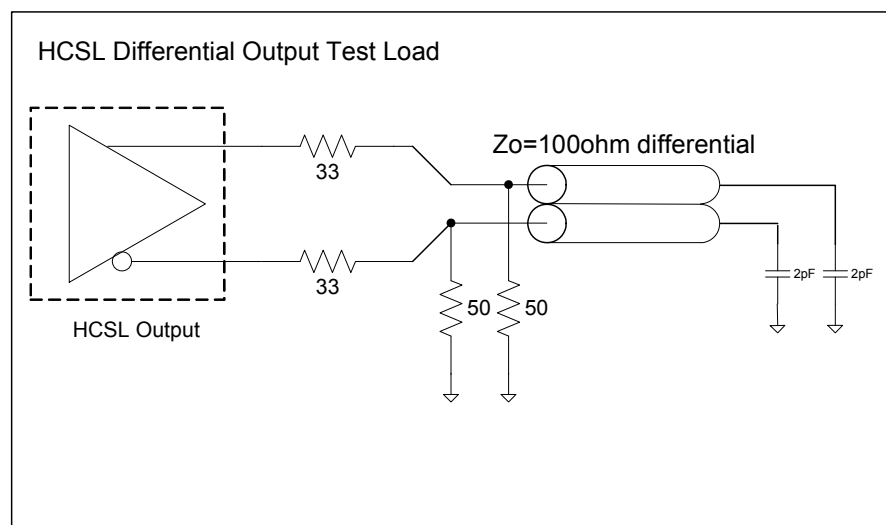 HCSL Differential Output Test Load
Zo=100ohm differential
33
33
2pF
2pF
50
50
HCSL Output